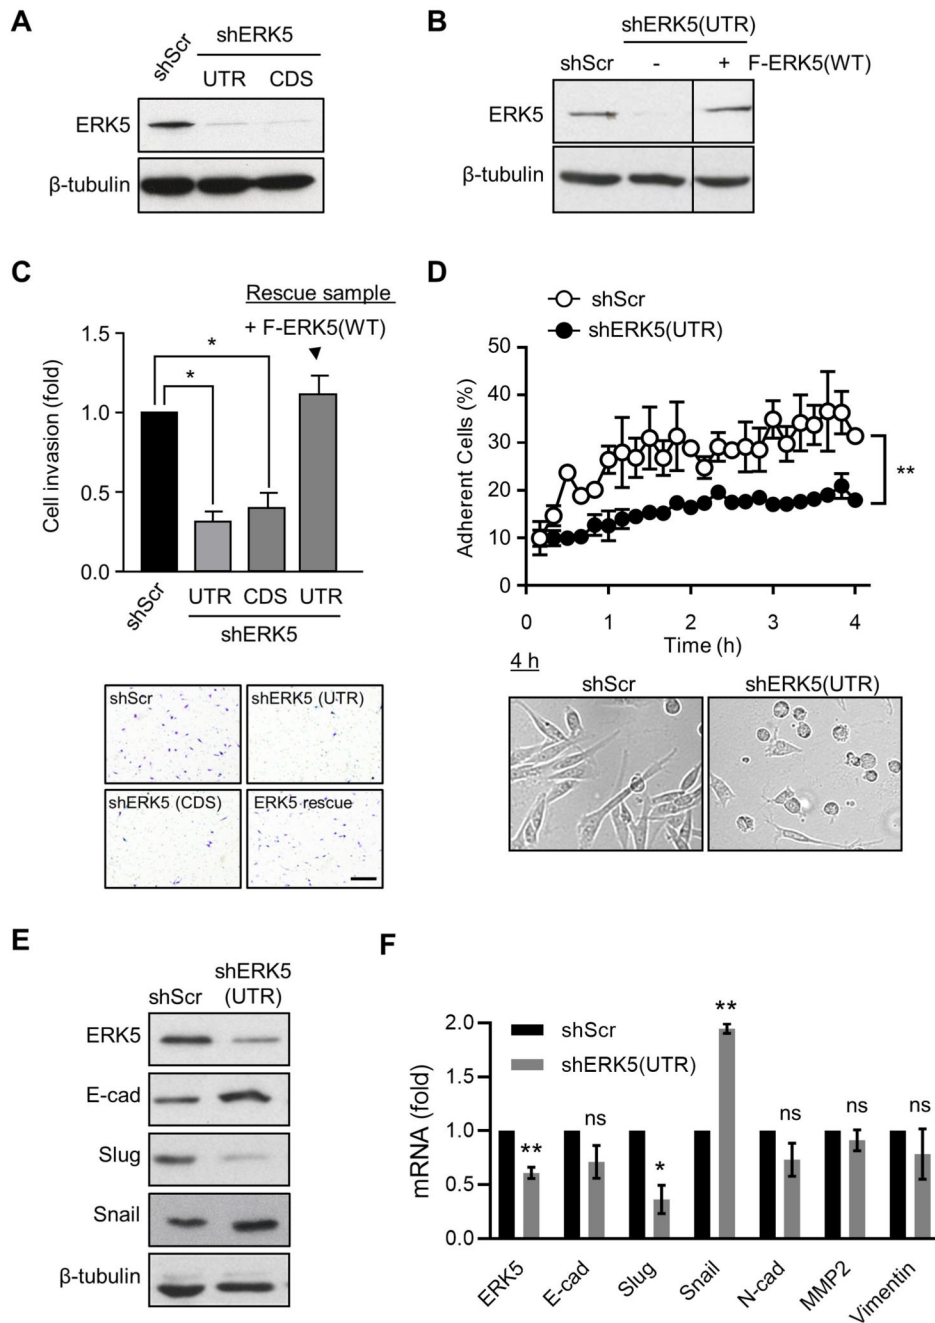 A
shScr
shERK5
UTR CDS
ERK5
β-tubulin
B
shERK5(UTR)
shScr - + F-ERK5(WT)
ERK5
β-tubulin
C
Rescue sample
+ F-ERK5(WT)
Cell invasion (fold)
1.5
1.0
0.5
0.0
*
*
shScr
UTR CDS UTR
shERK5
shScr
shERK5 (UTR)
shERK5 (CDS)
ERK5 rescue
D
shScr
shERK5(UTR)
Adherent Cells (%)
50
40
30
20
10
0
**
0 1 2 3 4
Time (h)
4 h
shScr
shERK5(UTR)
E
shERK5
shScr (UTR)
ERK5
E-cad
Slug
Snail
β-tubulin
F
mRNA (fold)
2.0
1.5
1.0
0.5
0.0
shScr
shERK5(UTR)
** ns * ** ns ns ns
ERK5
E-cad
Slug
Snail
N-cad
MMP2
Vimentin